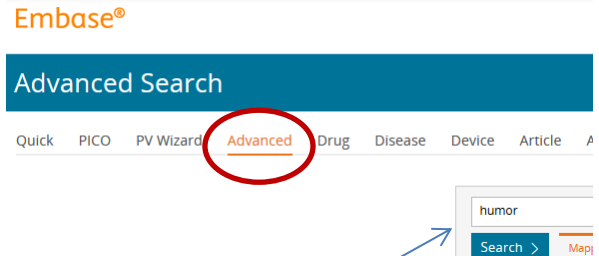 Embase®
Advanced Search
Quick PICO PV Wizard Advanced Drug Disease Device Article
humor
Search >